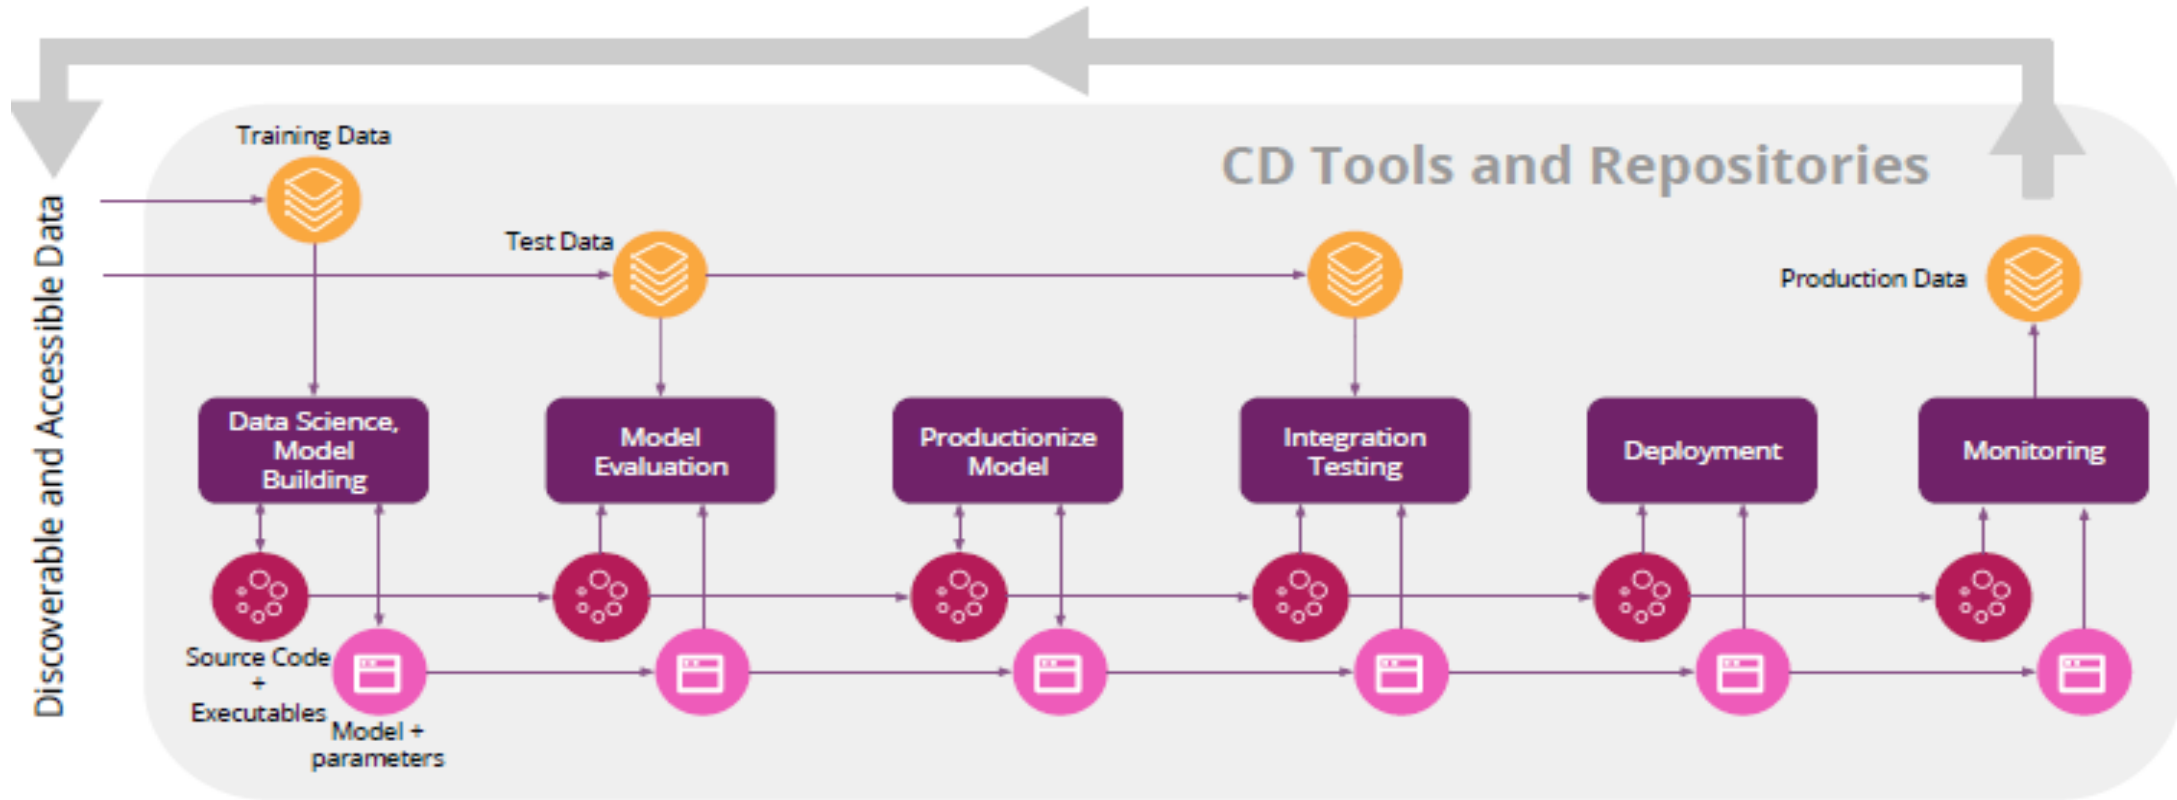 Training Data
CD Tools and Repositories
Test Data
Production Data
Discoverable and Accessible Data
Data Science,
Model
Building
Model
Evaluation
Productionize
Model
Integration
Testing
Deployment
Monitoring
Source Code
+
Executables
Model +
parameters